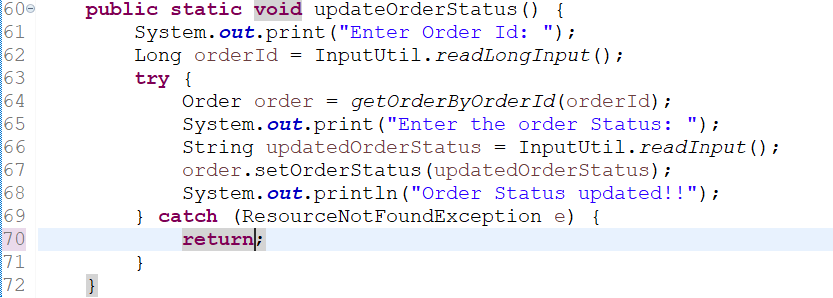 60 public static void updateOrderStatus() {
61 System.out.print("Enter Order Id: ");
62 Long orderId = InputUtil.readLongInput();
63 try {
64 Order order = getOrderByOrderId(orderId);
65 System.out.print("Enter the order Status: ");
66 String updatedOrderStatus = InputUtil.readInput();
67 order.setOrderStatus(updatedOrderStatus);
68 System.out.println("Order Status updated!!");
69 } catch (ResourceNotFoundException e) {
70 return;
71 }
72 }